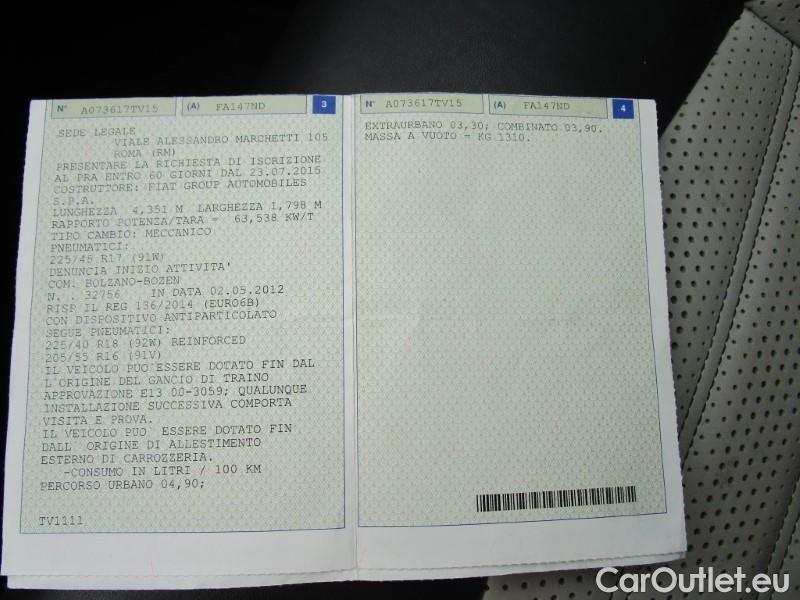 N° A073617TV15 (A) FA147ND 3
SEDE LEGALE
VIALE ALESSANDRO MARCHETTI 105
ROMA (RM)
PRESENTARE LA RICHIESTA DI ISCRIZIONE
AL PRA ENTRO 60 GIORNI DAL 23.07.2015
COSTRUTTORE: FIAT GROUP AUTOMOBILES
S.P.A.
LUNGHEZZA 4,351 M LARGHEZZA 1,798 M
RAPPORTO POTENZA/TARA = 63,538 KW/T
TIPO CAMBIO: MECCANICO
PNEUMATICI:
225/45 R17 (91W)
DENUNCIA INIZIO ATTIVITA'
COM. BOLZANO-BOZEN
N. . 32756 IN DATA 02.05.2012
RISP IL REG 136/2014 (EURO6B)
CON DISPOSITIVO ANTIPARTICOLATO
SEGUE PNEUMATICI:
225/40 R18 (92W) REINFORCED
205/55 R16 (91V)
IL VEICOLO PUO'ESSERE DOTATO FIN DAL
L'ORIGINE DEL GANCIO DI TRAINO
APPROVAZIONE E13 00-3059; QUALUNQUE
INSTALLAZIONE SUCCESSIVA COMPORTA
VISITA E PROVA.
IL VEICOLO PUO' ESSERE DOTATO FIN
DALL' ORIGINE DI ALLESTIMENTO
ESTERNO DI CARROZZERIA.
-CONSUMO IN LITRI / 100 KM
PERCORSO URBANO 04,90;
TV1111
N° A073617TV15 (A) FA147ND 4
EXTRAURBANO 03,30; COMBINATO 03,90.
MASSA A VUOTO = KG 1310.
CarOutlet.eu